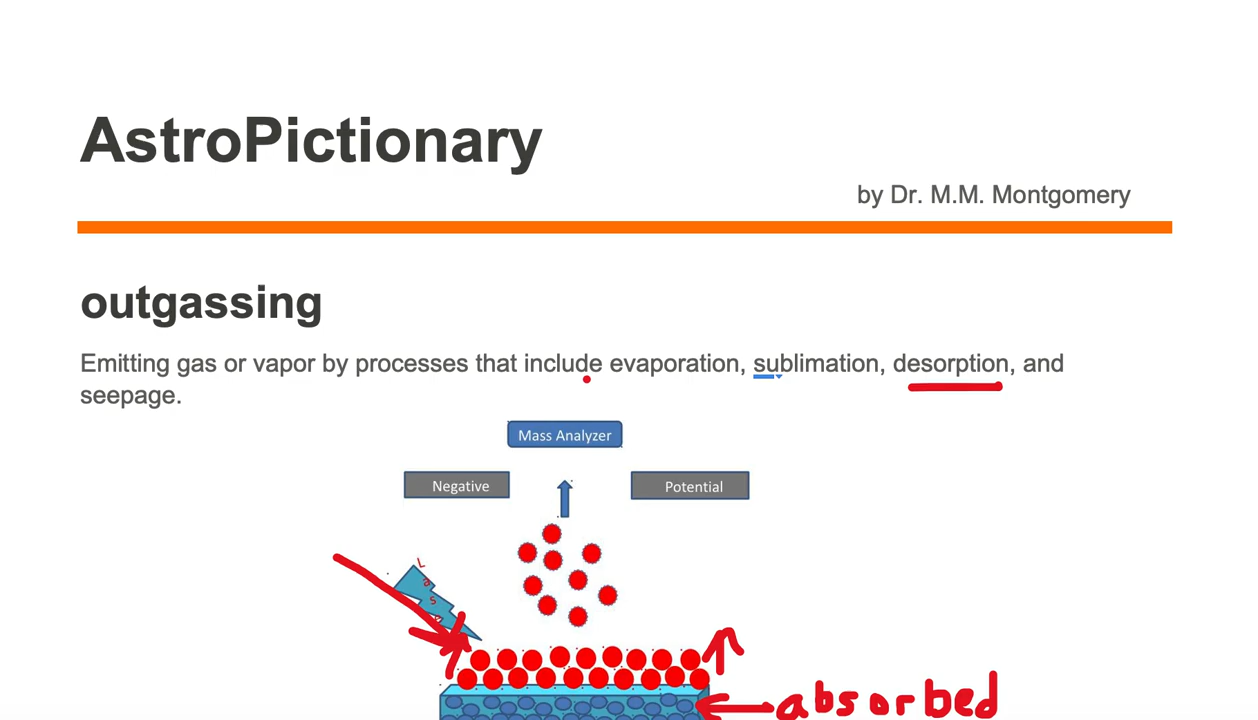 AstroPictionary
by Dr. M.M. Montgomery
outgassing
Emitting gas or vapor by processes that include evaporation, sublimation, desorption, and
seepage.
Mass Analyzer
Negative
Potential
absorbed